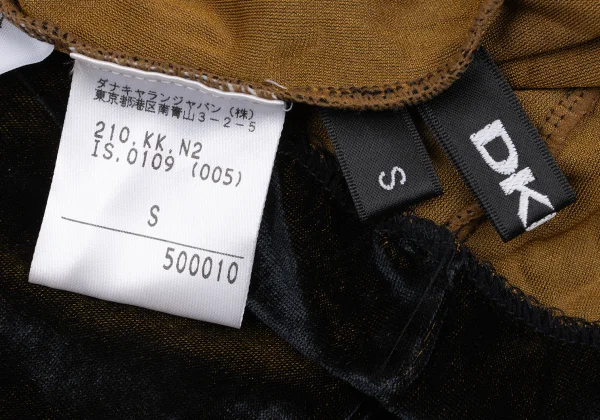 ダナキャランジャパン(株)
東京都港区南青山3-2-5
210.KK.N2
IS.0109 (005)
S
500010
S
DK